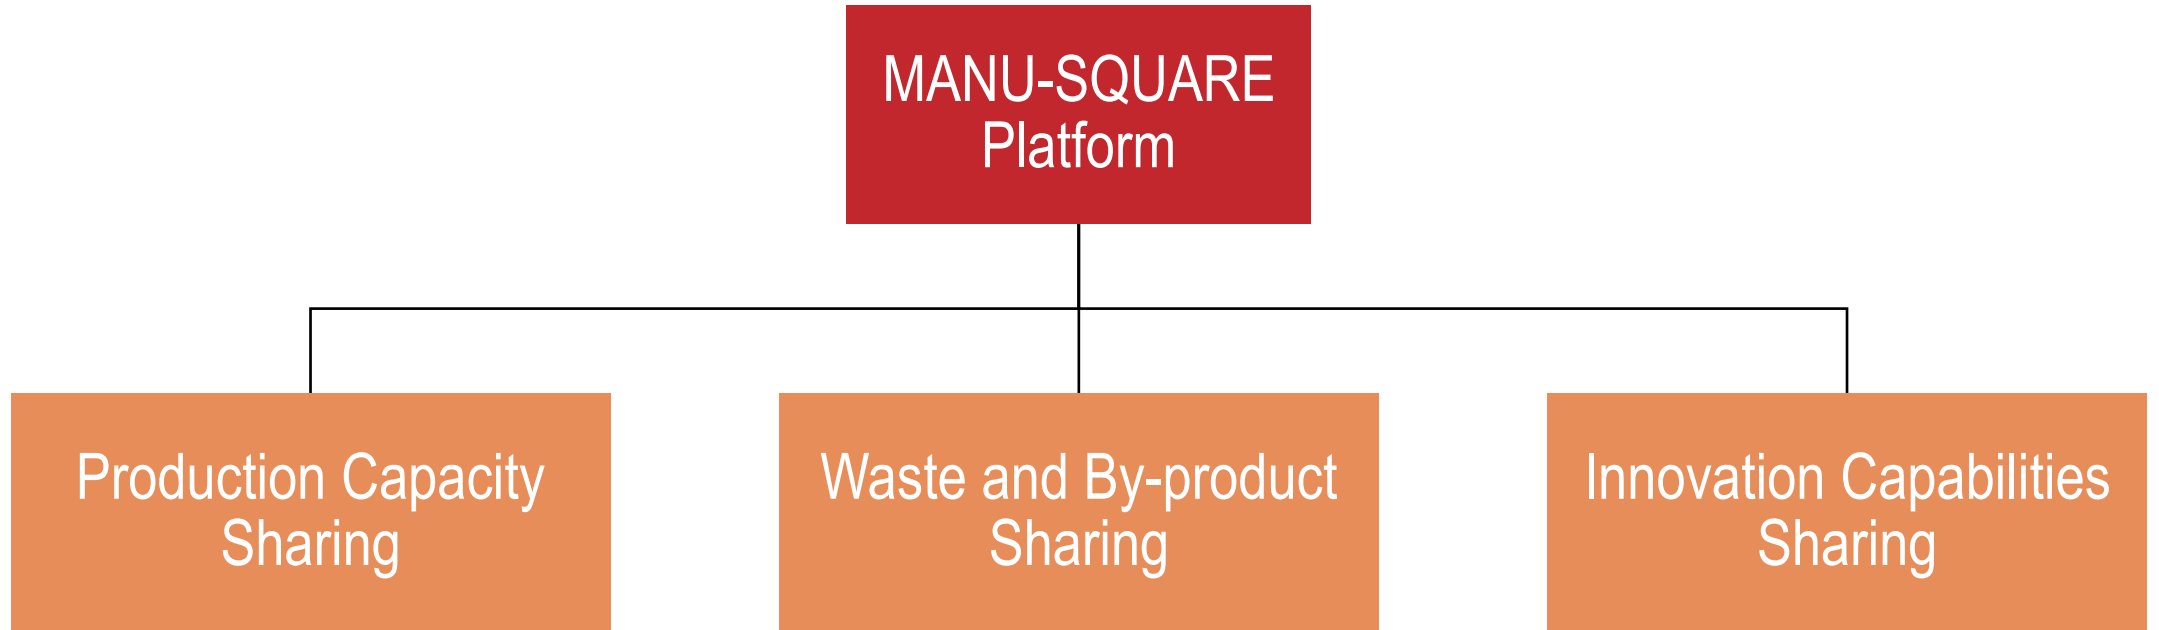 MANU-SQUARE
Platform
Production Capacity
Sharing
Waste and By-product
Sharing
Innovation Capabilities
Sharing